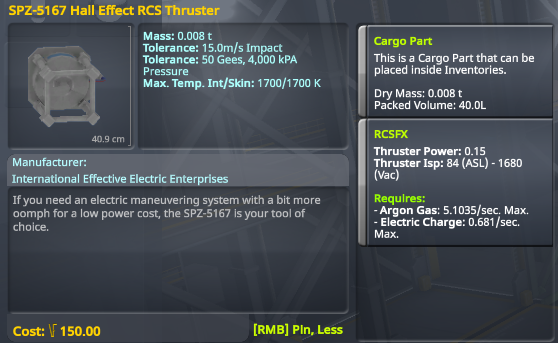 SPZ-5167 Hall Effect RCS Thruster
Mass: 0.008 t
Tolerance: 15.0m/s Impact
Tolerance: 50 Gees, 4,000 kPA
Pressure
Max. Temp. Int/Skin: 1700/1700 K
40.9 cm
Manufacturer:
International Effective Electric Enterprises
If you need an electric maneuvering system with a bit more
oomph for a low power cost, the SPZ-5167 is your tool of
choice.
Cost: 150.00
[RMB] Pin, Less
Cargo Part
This is a Cargo Part that can be
placed inside Inventories.
Dry Mass: 0.008 t
Packed Volume: 40.0L
RCSFX
Thruster Power: 0.15
Thruster Isp: 84 (ASL) - 1680
(Vac)
Requires:
- Argon Gas: 5.1035/sec. Max.
- Electric Charge: 0.681/sec.
Max.